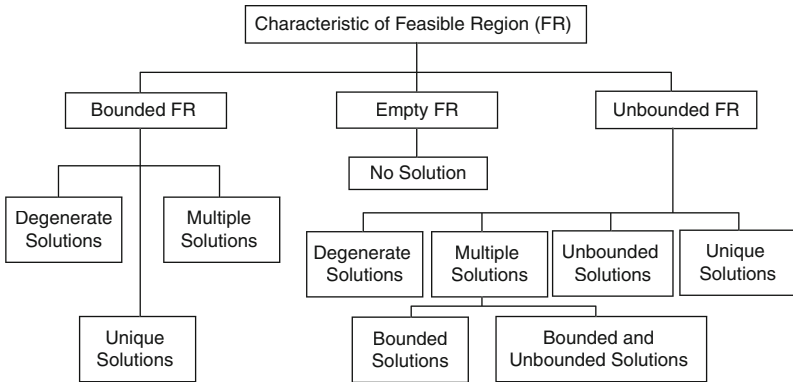 Characteristic of Feasible Region (FR)
Bounded FR
Empty FR
Unbounded FR
No Solution
Degenerate
Solutions
Multiple
Solutions
Degenerate
Solutions
Multiple
Solutions
Unbounded
Solutions
Unique
Solutions
Unique
Solutions
Bounded
Solutions
Bounded and
Unbounded Solutions